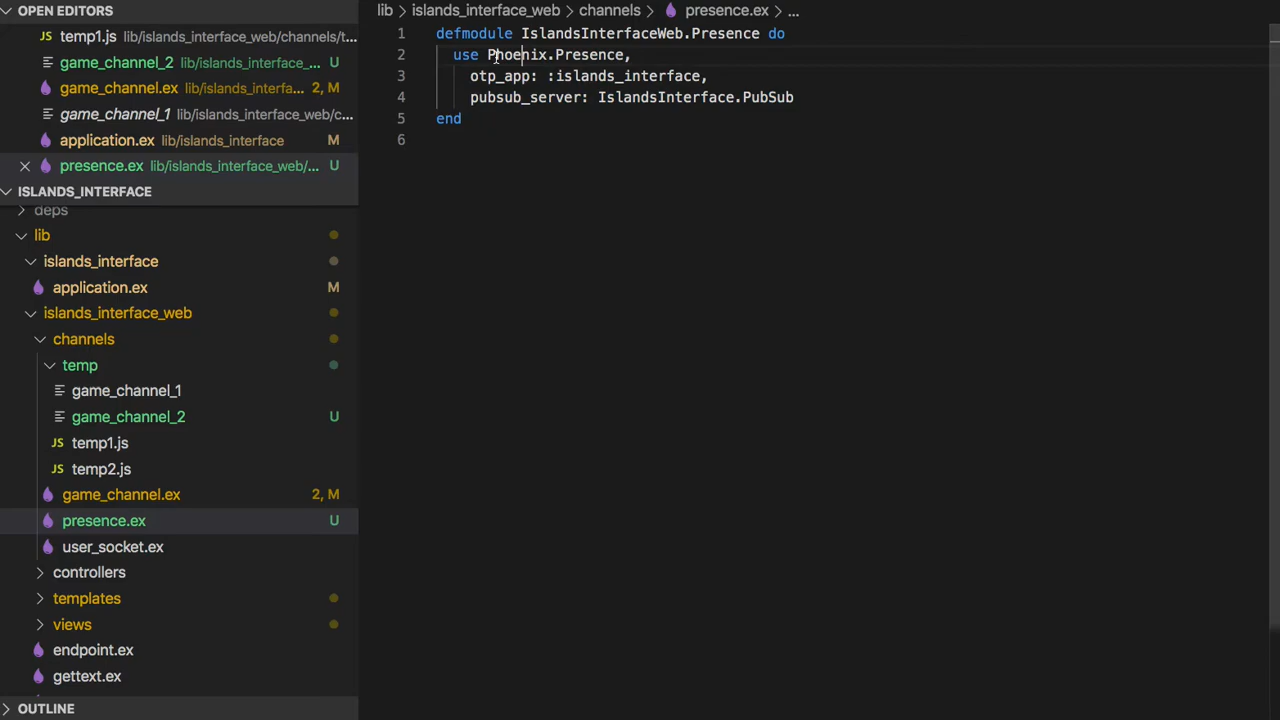 OPEN EDITORS
JS temp1.js lib/islands_interface_web/channels/t...
game_channel_2 lib/islands_interface_... U
game_channel.ex lib/islands_interfa... 2, M
game_channel_1 lib/islands_interface_web/c...
application.ex lib/islands_interface M
presence.ex lib/islands_interface_web/... U
ISLANDS_INTERFACE
deps
lib
islands_interface
application.ex M
islands_interface_web
channels
temp
game_channel_1
game_channel_2 U
JS temp1.js
JS temp2.js
game_channel.ex 2, M
presence.ex U
user_socket.ex
controllers
templates
views
endpoint.ex
gettext.ex
OUTLINE
lib > islands_interface_web > channels > presence.ex > ...
1 defmodule IslandsInterfaceWeb.Presence do
2 use Phoenix.Presence,
3 otp_app: :islands_interface,
4 pubsub_server: IslandsInterface.PubSub
5 end
6